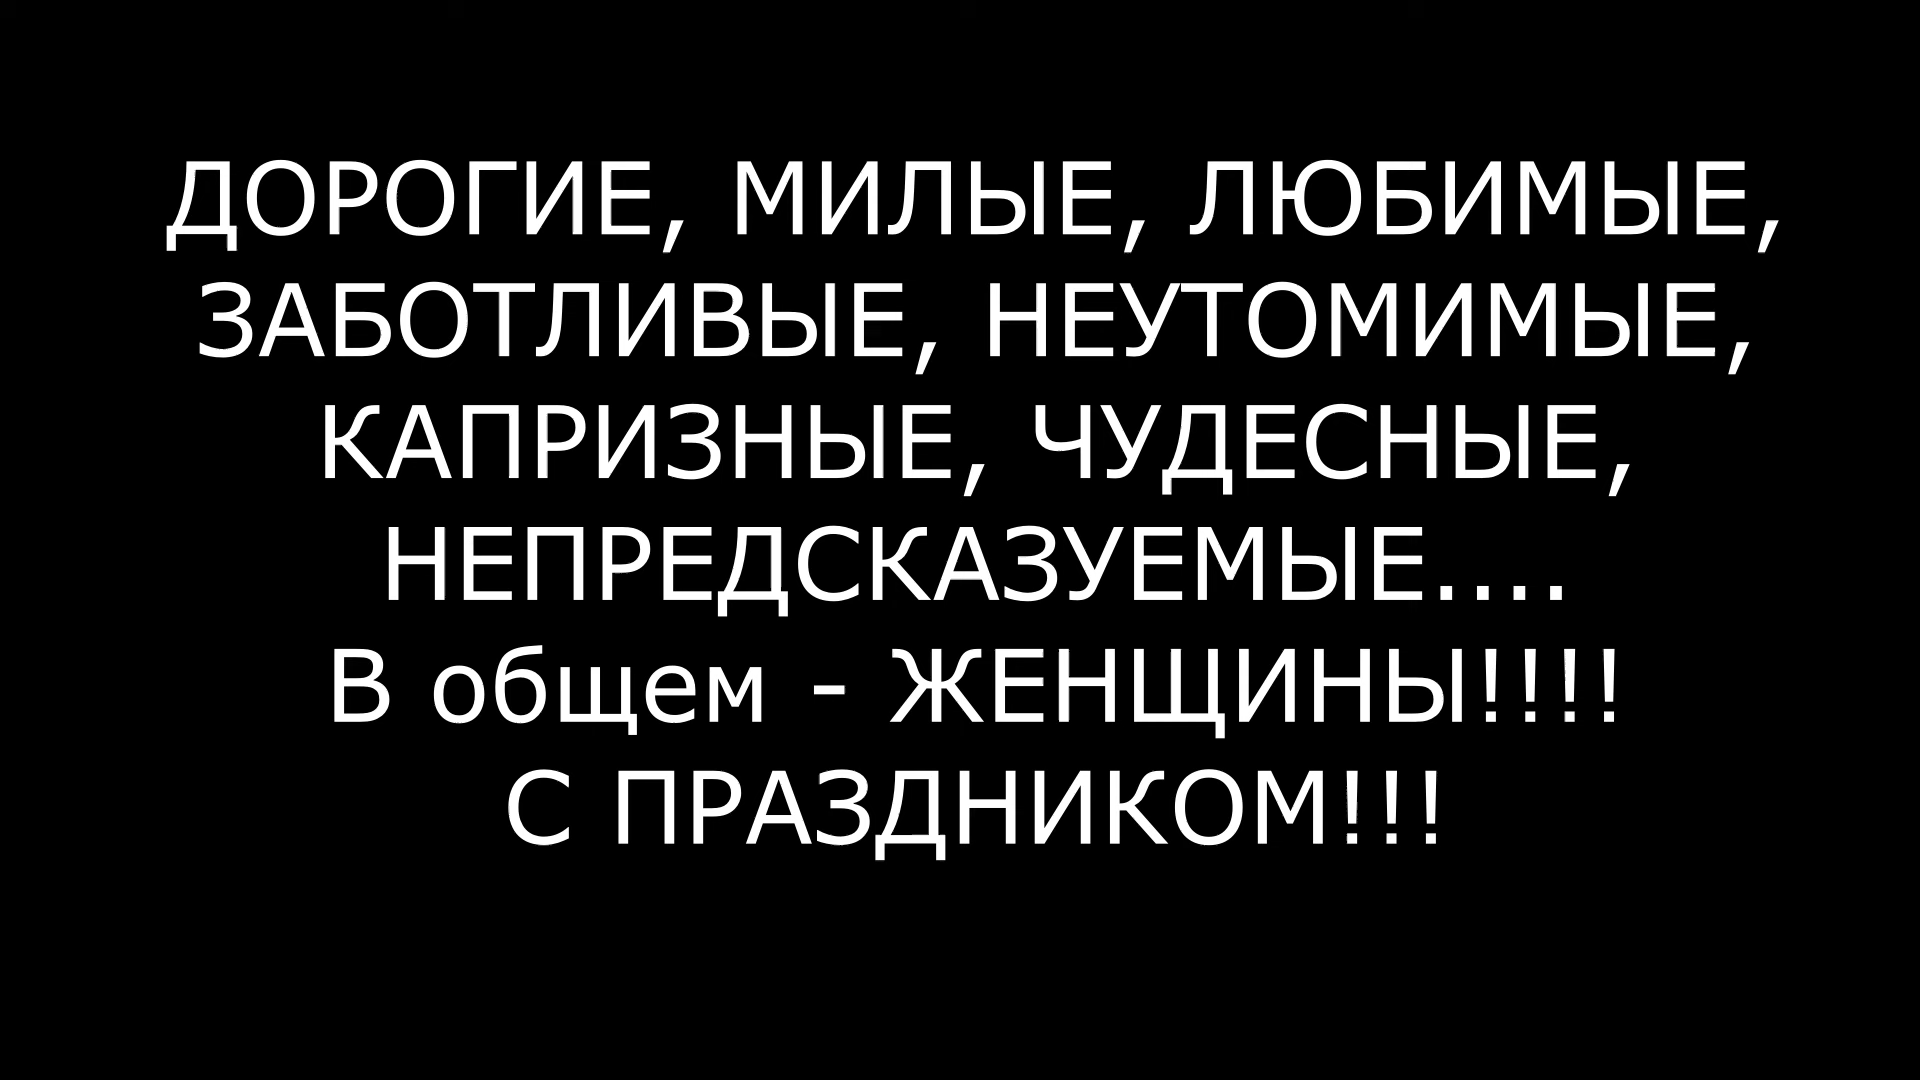 ДОРОГИЕ, МИЛЫЕ, ЛЮБИМЫЕ,
ЗАБОТЛИВЫЕ, НЕУТОМИМЫЕ,
КАПРИЗНЫЕ, ЧУДЕСНЫЕ,
НЕПРЕДСКАЗУЕМЫЕ....
В общем - ЖЕНЩИНЫ!!!!
С ПРАЗДНИКОМ!!!